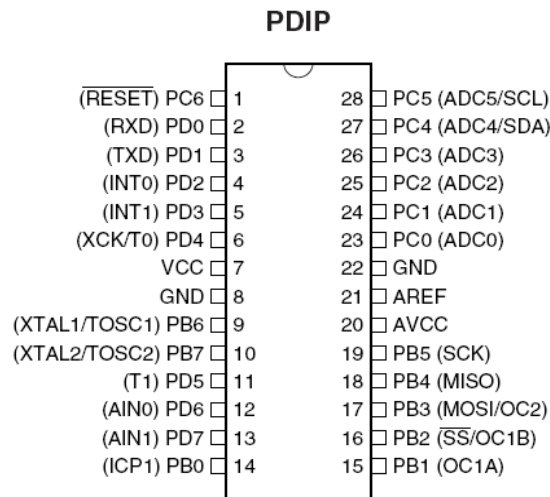 PDIP
(RESET) PC6 1 28 PC5 (ADC5/SCL)
(RXD) PD0 2 27 PC4 (ADC4/SDA)
(TXD) PD1 3 26 PC3 (ADC3)
(INT0) PD2 4 25 PC2 (ADC2)
(INT1) PD3 5 24 PC1 (ADC1)
(XCK/T0) PD4 6 23 PC0 (ADC0)
VCC 7 22 GND
GND 8 21 AREF
(XTAL1/TOSC1) PB6 9 20 AVCC
(XTAL2/TOSC2) PB7 10 19 PB5 (SCK)
(T1) PD5 11 18 PB4 (MISO)
(AIN0) PD6 12 17 PB3 (MOSI/OC2)
(AIN1) PD7 13 16 PB2 (SS/OC1B)
(ICP1) PB0 14 15 PB1 (OC1A)